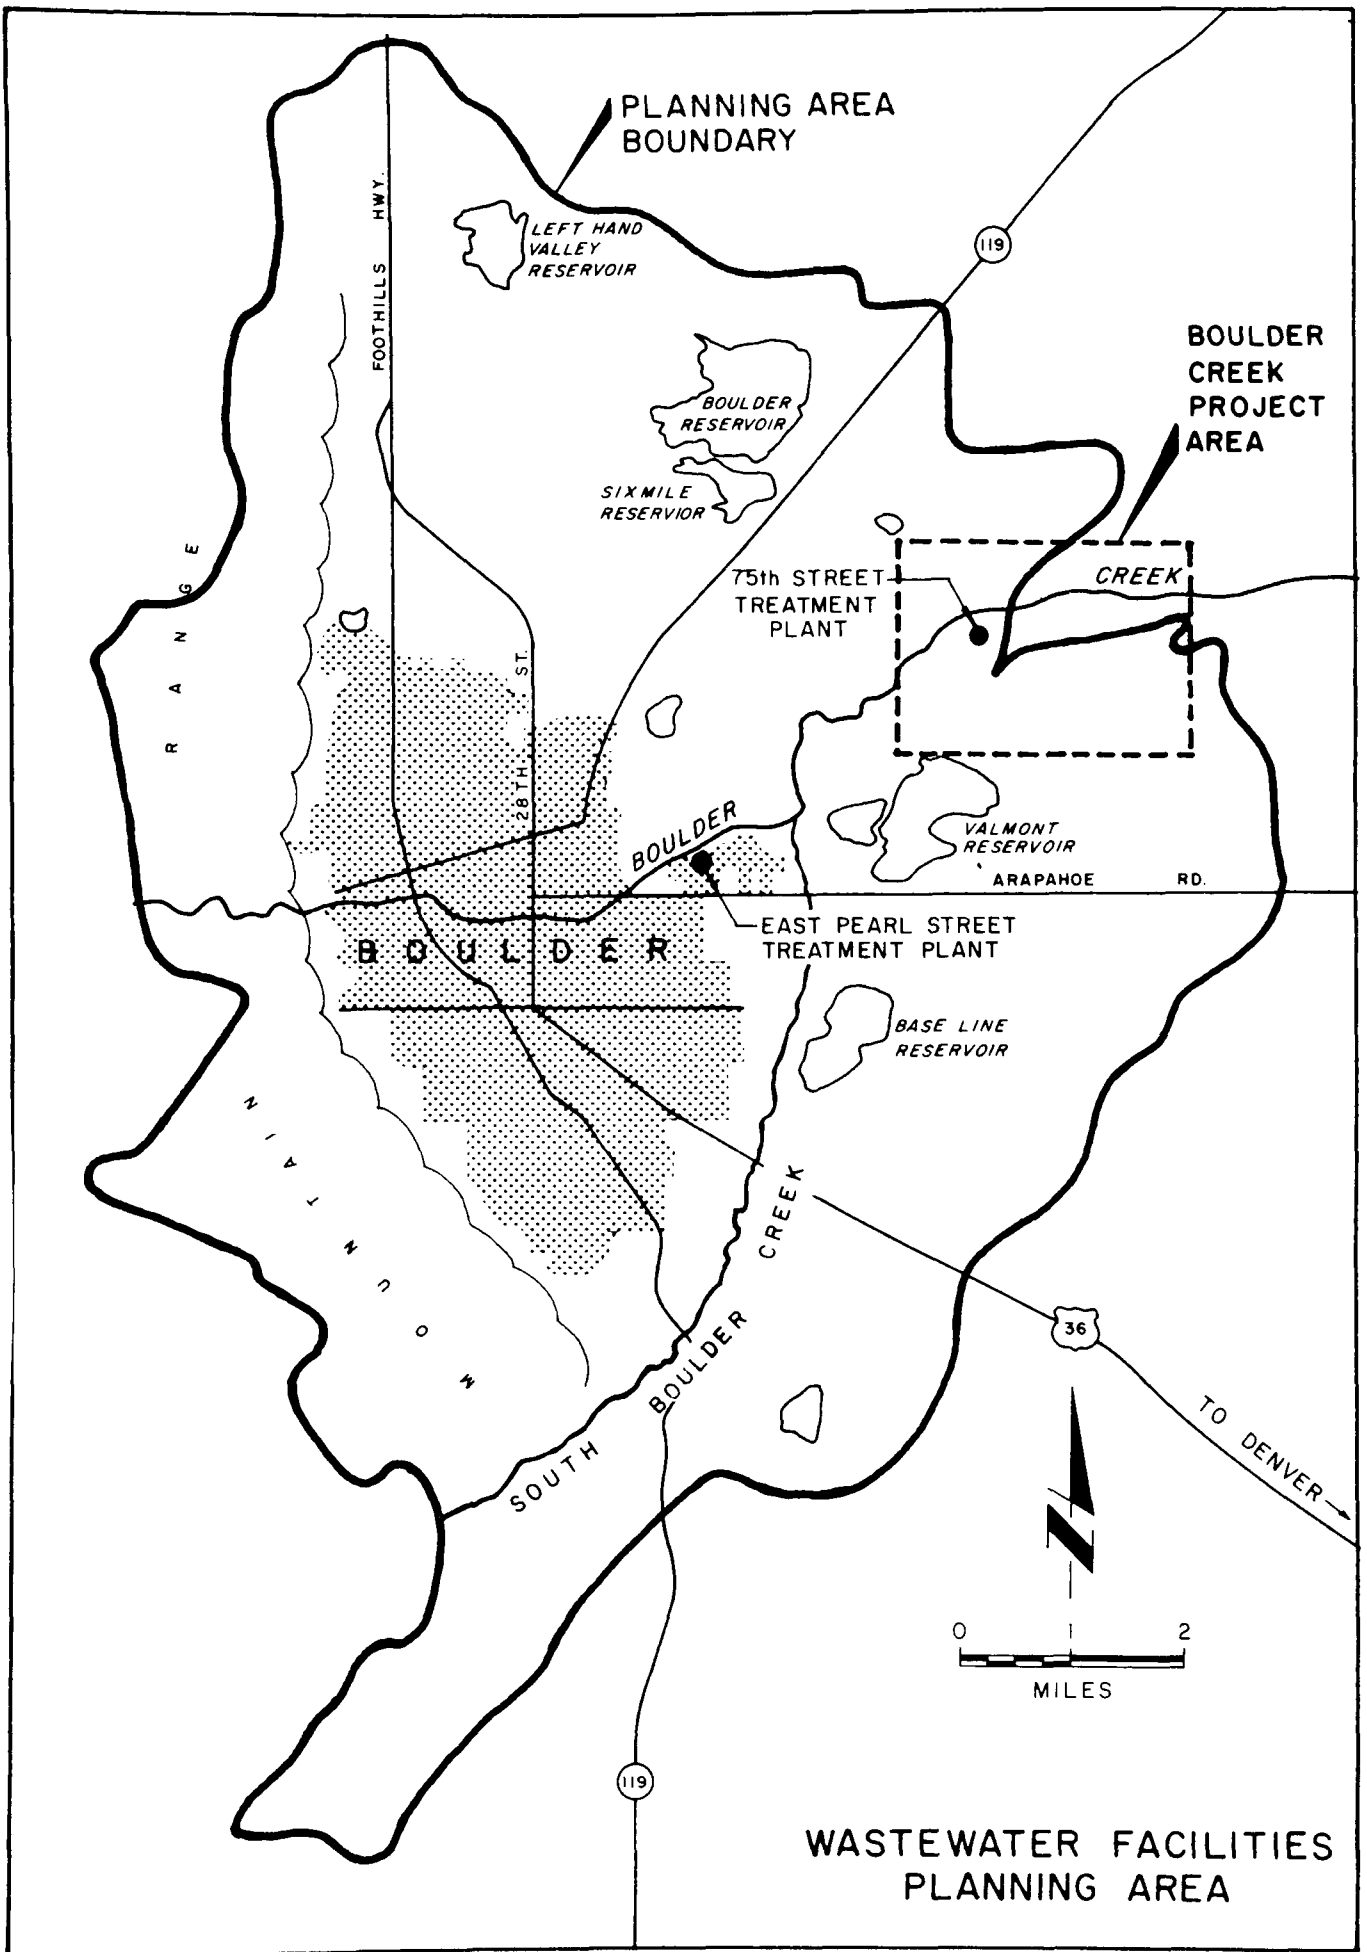 PLANNING AREA
BOUNDARY
FOOTHILLS HWY.
LEFT HAND
VALLEY
RESERVOIR
119
BOULDER
CREEK
PROJECT
AREA
BOULDER
RESERVOIR
SIXMILE
RESERVIOR
75th STREET
TREATMENT
PLANT
CREEK
28TH ST.
BOULDER
VALMONT
RESERVOIR
ARAPAHOE RD.
EAST PEARL STREET
TREATMENT PLANT
BOULDER
BASE LINE
RESERVOIR
MOUNTAIN RANGE
SOUTH BOULDER CREEK
36
TO DENVER
N
0 1 2
MILES
119
WASTEWATER FACILITIES
PLANNING AREA